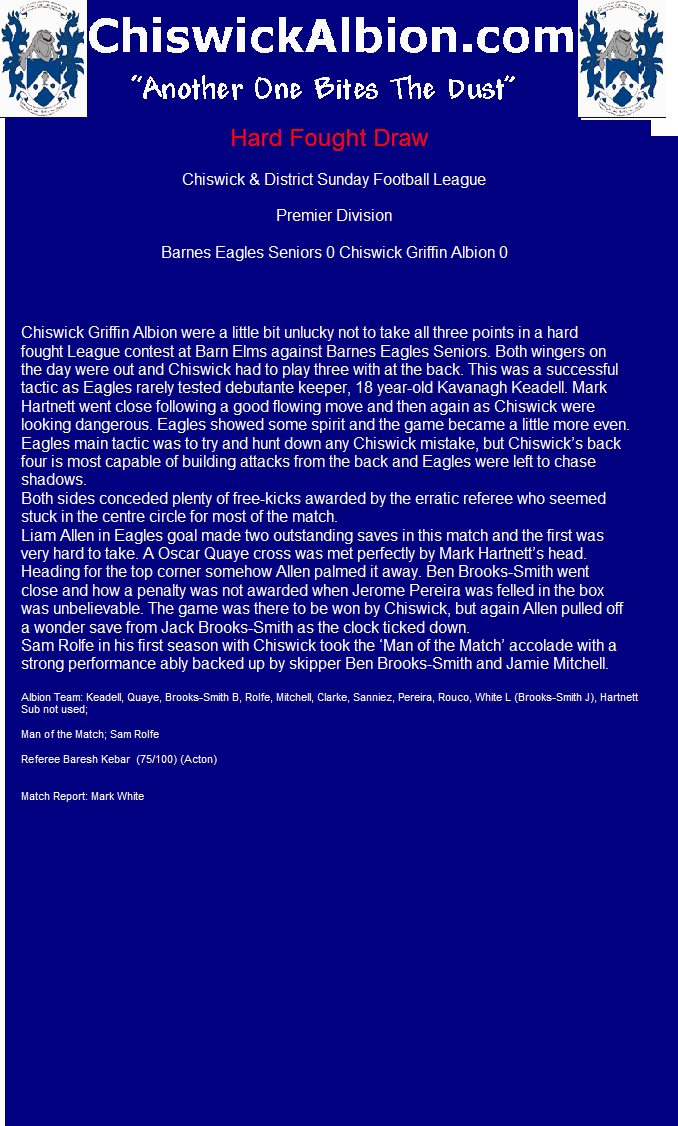 ChiswickAlbion.com
"Another One Bites The Dust"
Hard Fought Draw
Chiswick & District Sunday Football League
Premier Division
Barnes Eagles Seniors 0 Chiswick Griffin Albion 0
Chiswick Griffin Albion were a little bit unlucky not to take all three points in a hard
fought League contest at Barn Elms against Barnes Eagles Seniors. Both wingers on
the day were out and Chiswick had to play three with at the back. This was a successful
tactic as Eagles rarely tested debutante keeper, 18 year-old Kavanagh Keadell. Mark
Hartnett went close following a good flowing move and then again as Chiswick were
looking dangerous. Eagles showed some spirit and the game became a little more even.
Eagles main tactic was to try and hunt down any Chiswick mistake, but Chiswick’s back
four is most capable of building attacks from the back and Eagles were left to chase
shadows.
Both sides conceded plenty of free-kicks awarded by the erratic referee who seemed
stuck in the centre circle for most of the match.
Liam Allen in Eagles goal made two outstanding saves in this match and the first was
very hard to take. A Oscar Quaye cross was met perfectly by Mark Hartnett’s head.
Heading for the top corner somehow Allen palmed it away. Ben Brooks-Smith went
close and how a penalty was not awarded when Jerome Pereira was felled in the box
was unbelievable. The game was there to be won by Chiswick, but again Allen pulled off
a wonder save from Jack Brooks-Smith as the clock ticked down.
Sam Rolfe in his first season with Chiswick took the ‘Man of the Match’ accolade with a
strong performance ably backed up by skipper Ben Brooks-Smith and Jamie Mitchell.
Albion Team: Keadell, Quaye, Brooks-Smith B, Rolfe, Mitchell, Clarke, Sanniez, Pereira, Rouco, White L (Brooks-Smith J), Hartnett
Sub not used;
Man of the Match; Sam Rolfe
Referee Baresh Kebar (75/100) (Acton)
Match Report: Mark White